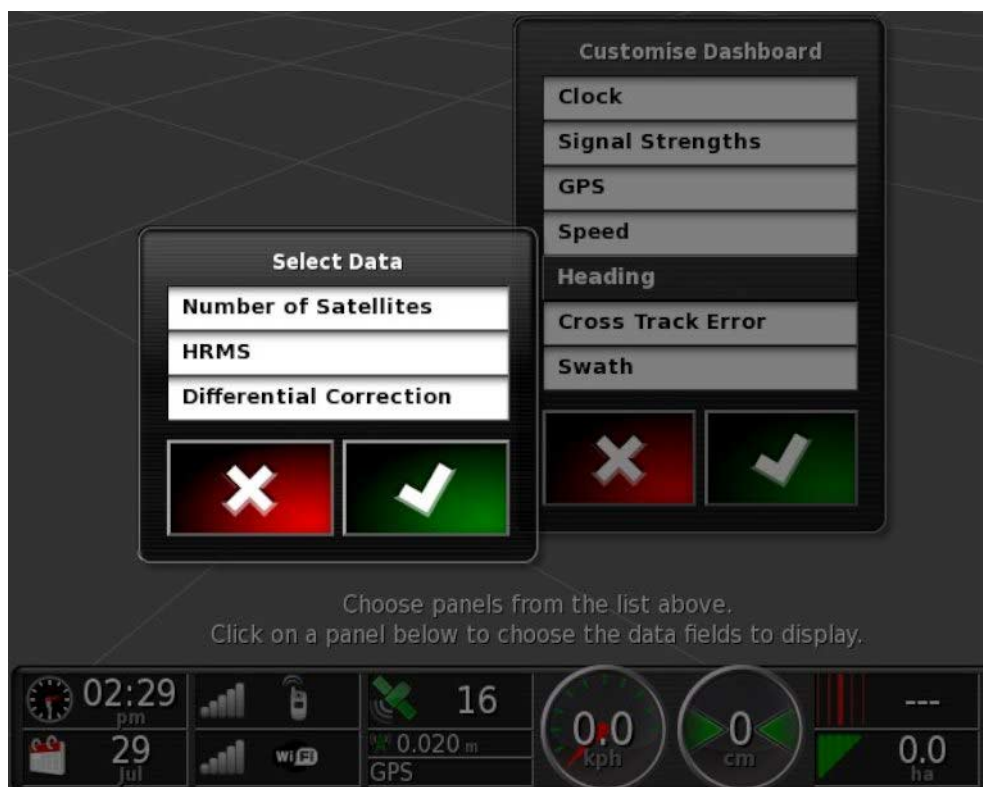 Customise Dashboard
Clock
Signal Strengths
GPS
Speed
Heading
Cross Track Error
Swath
Select Data
Number of Satellites
HRMS
Differential Correction
Choose panels from the list above.
Click on a panel below to choose the data fields to display.
02:29
pm
29
Jul
WiFi
16
0.020 m
GPS
0.0
kph
0
cm
---
0.0
ha